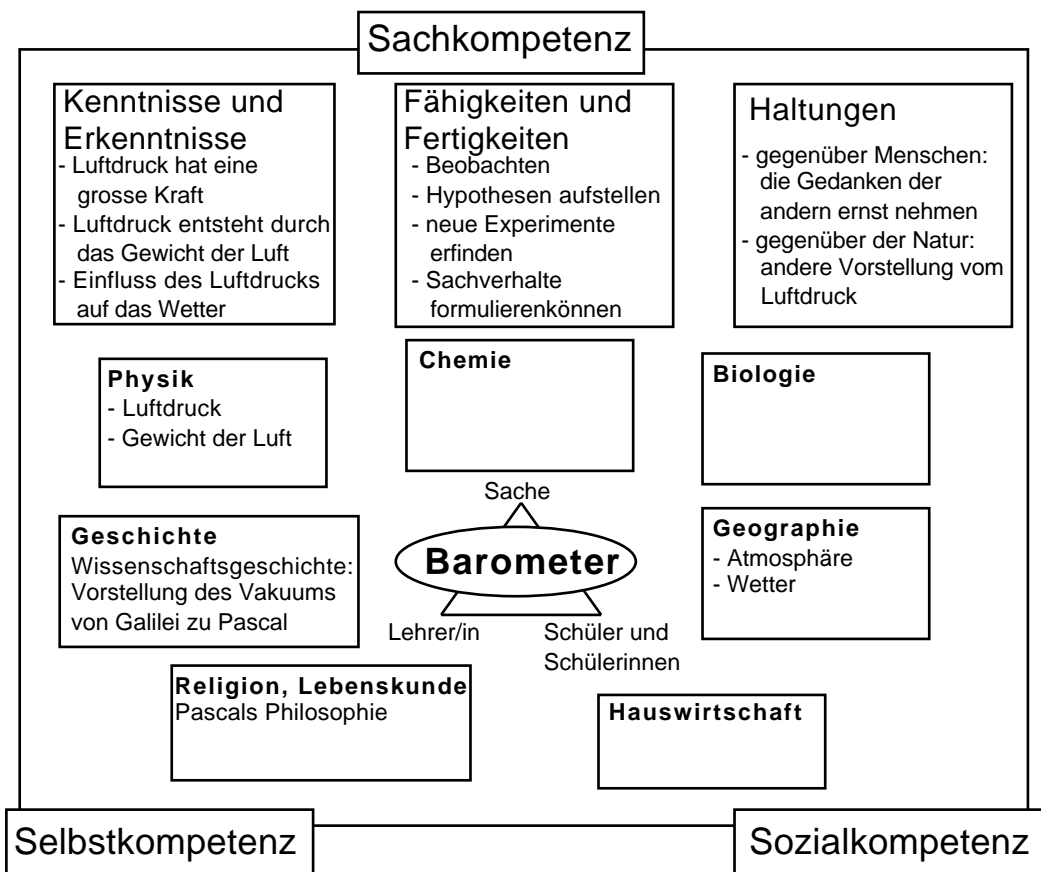 Sachkompetenz
Kenntnisse und
Erkenntnisse
- Luftdruck hat eine
grosse Kraft
- Luftdruck entsteht durch
das Gewicht der Luft
- Einfluss des Luftdrucks
auf das Wetter
Fähigkeiten und
Fertigkeiten
- Beobachten
- Hypothesen aufstellen
- neue Experimente
erfinden
- Sachverhalte
formulierenkönnen
Haltungen
- gegenüber Menschen:
die Gedanken der
andern ernst nehmen
- gegenüber der Natur:
andere Vorstellung vom
Luftdruck
Physik
- Luftdruck
- Gewicht der Luft
Chemie
Biologie
Geschichte
Wissenschaftsgeschichte:
Vorstellung des Vakuums
von Galilei zu Pascal
Sache
Barometer
Lehrer/in
Schüler und
Schülerinnen
Geographie
- Atmosphäre
- Wetter
Religion, Lebenskunde
Pascals Philosophie
Hauswirtschaft
Selbstkompetenz
Sozialkompetenz